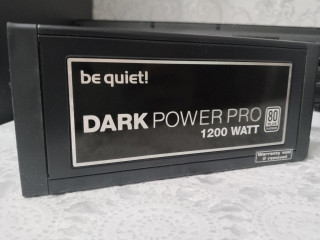 be quiet!
DARK POWER PRO
1200 WATT
80
Warranty void
if removed